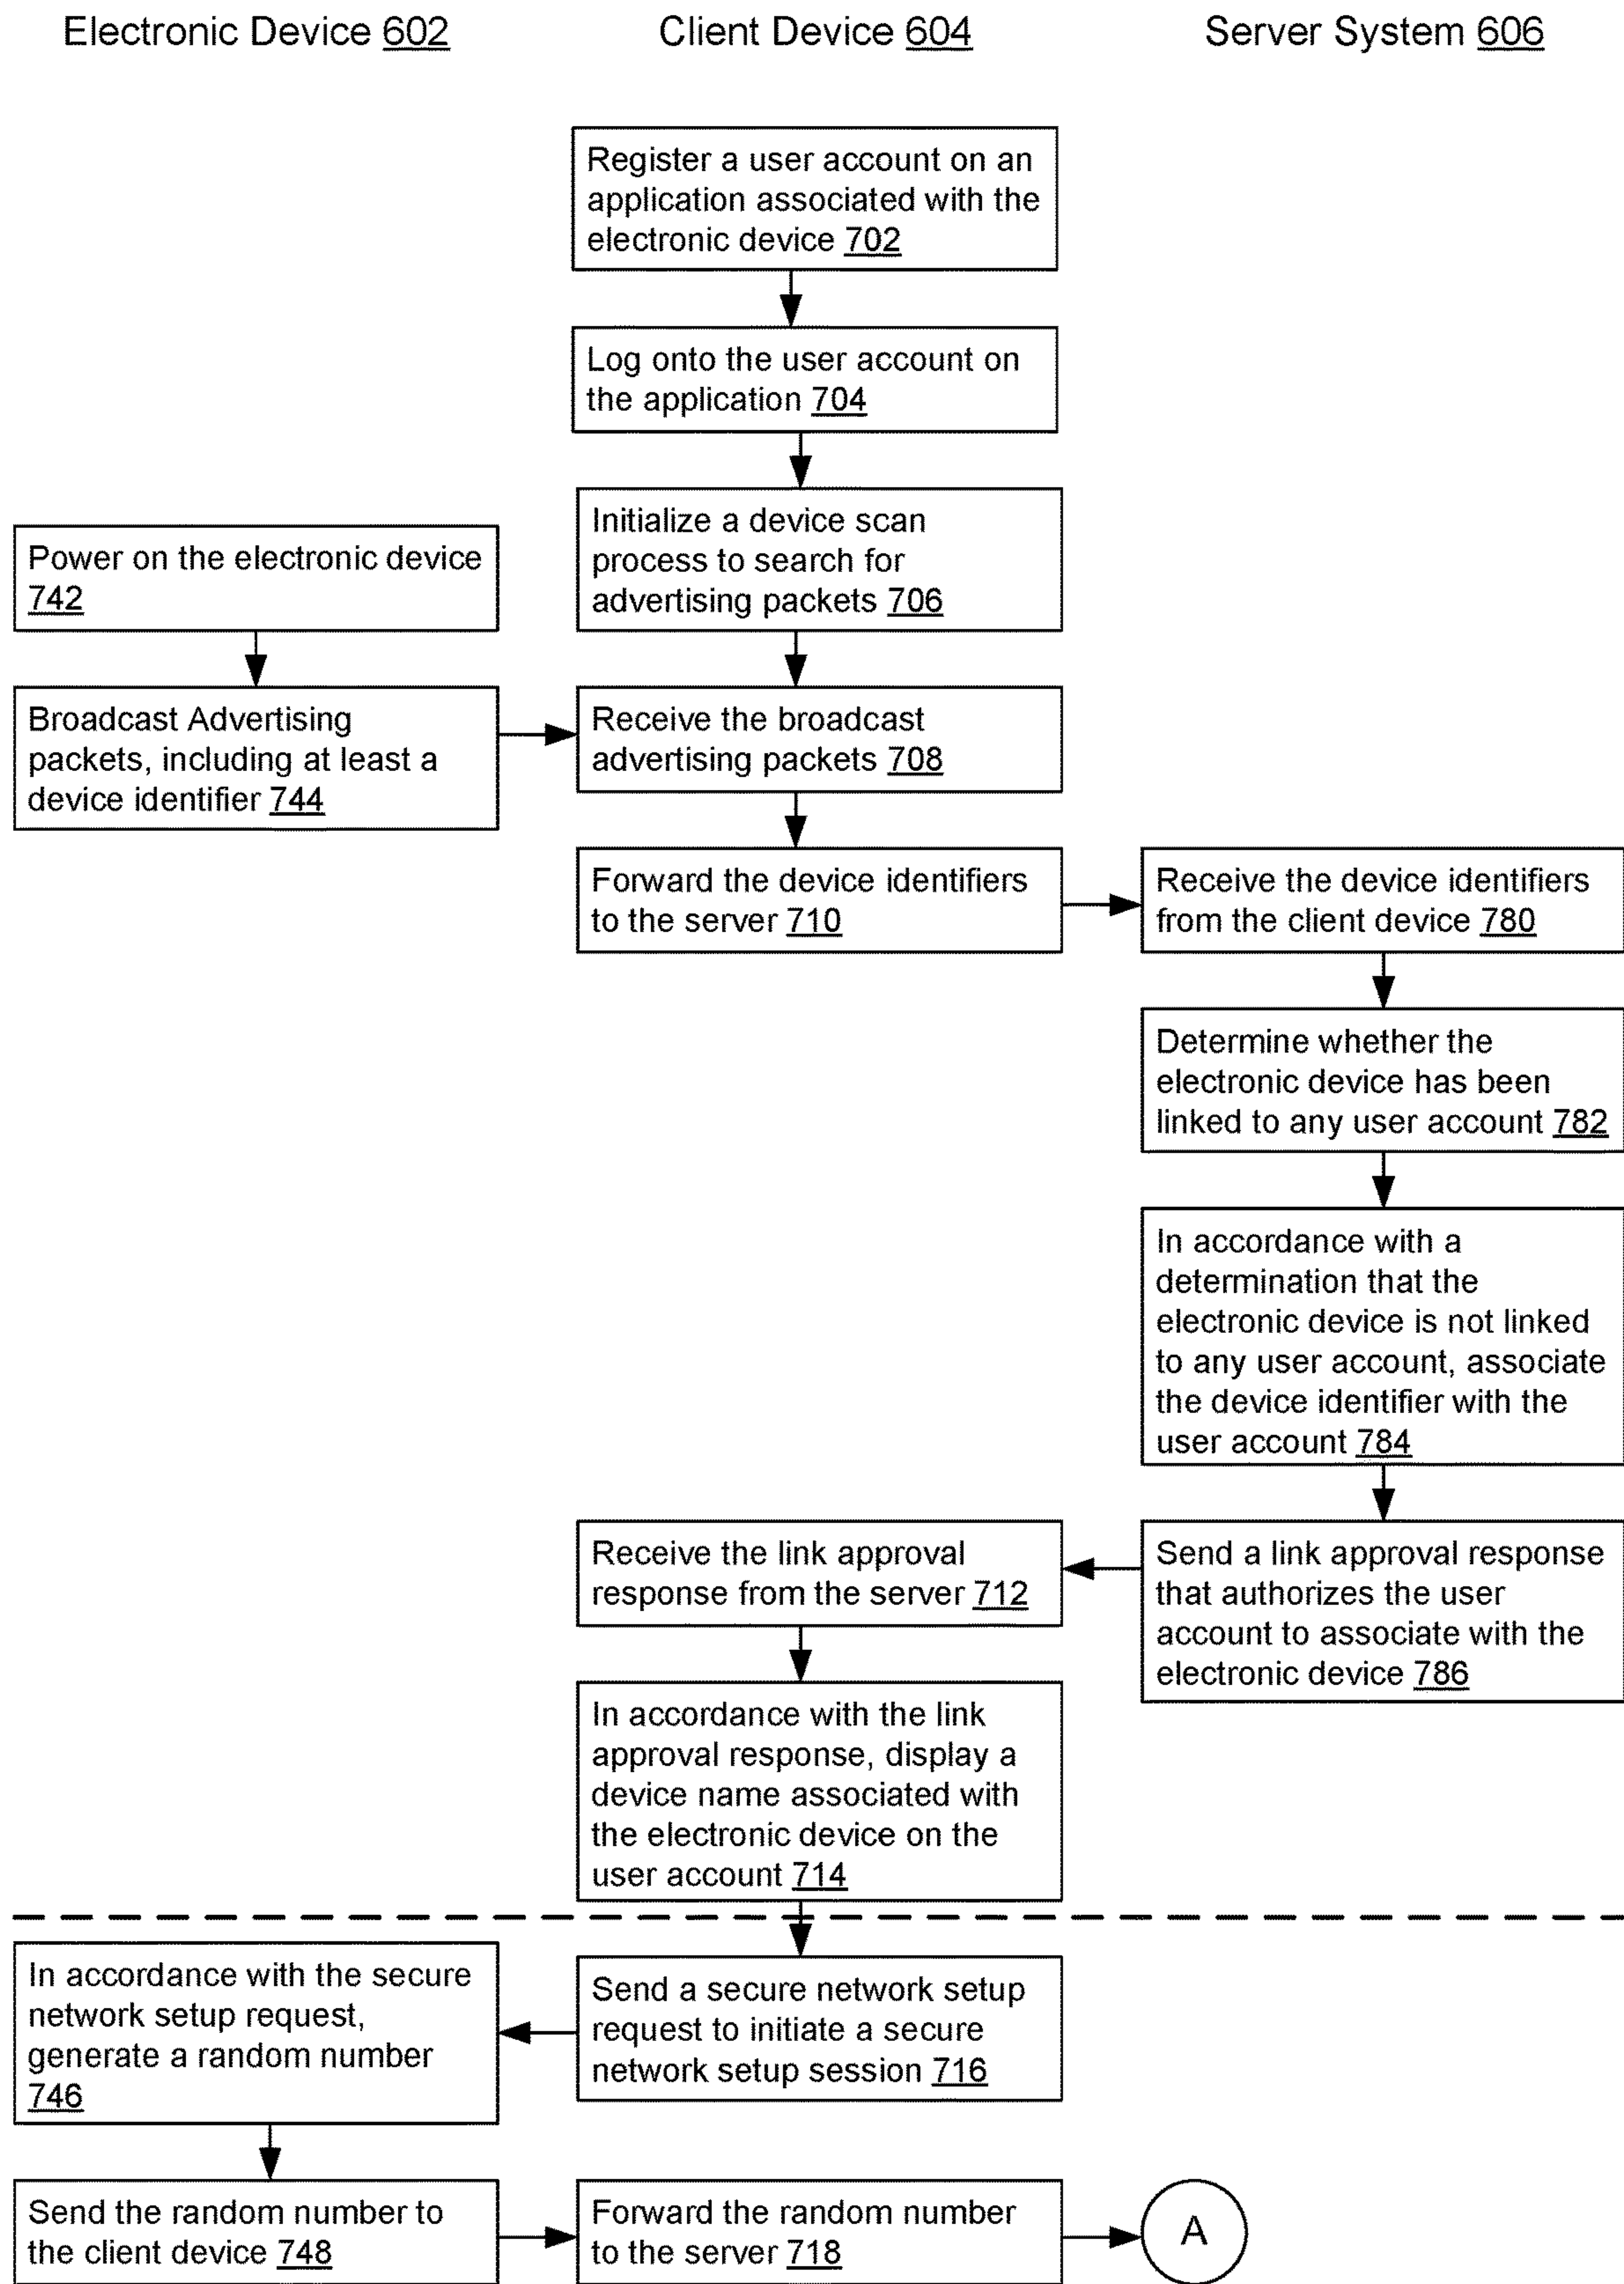 Electronic Device 602
Client Device 604
Server System 606
Register a user account on an
application associated with the
electronic device 702
Log onto the user account on
the application 704
Initialize a device scan
process to search for
advertising packets 706
Power on the electronic device
742
Broadcast Advertising
packets, including at least a
device identifier 744
Receive the broadcast
advertising packets 708
Forward the device identifiers
to the server 710
Receive the device identifiers
from the client device 780
Determine whether the
electronic device has been
linked to any user account 782
In accordance with a
determination that the
electronic device is not linked
to any user account, associate
the device identifier with the
user account 784
Send a link approval response
that authorizes the user
account to associate with the
electronic device 786
Receive the link approval
response from the server 712
In accordance with the link
approval response, display a
device name associated with
the electronic device on the
user account 714
Send a secure network setup
request to initiate a secure
network setup session 716
In accordance with the secure
network setup request,
generate a random number
746
Send the random number to
the client device 748
Forward the random number
to the server 718
A